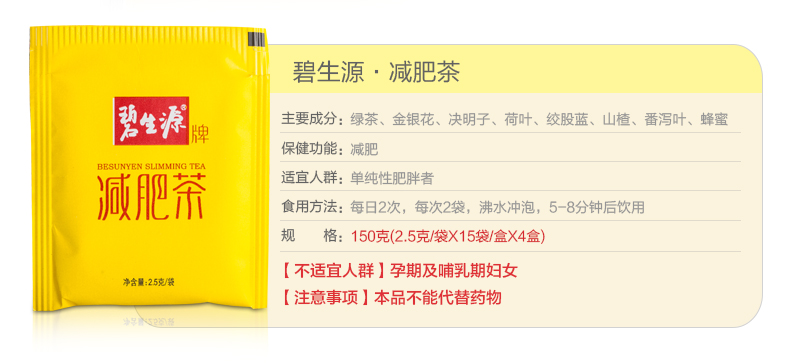 碧生源®牌
BESUNYEN SLIMMING TEA
减肥茶
净含量:2.5克/袋
碧生源·减肥茶
主要成分: 绿茶、金银花、决明子、荷叶、绞股蓝、山楂、番泻叶、蜂蜜
保健功能: 减肥
适宜人群: 单纯性肥胖者
食用方法: 每日2次，每次2袋，沸水冲泡，5-8分钟后饮用
规 格: 150克(2.5克/袋X15袋/盒X4盒)
【不适宜人群】孕期及哺乳期妇女
【注意事项】本品不能代替药物